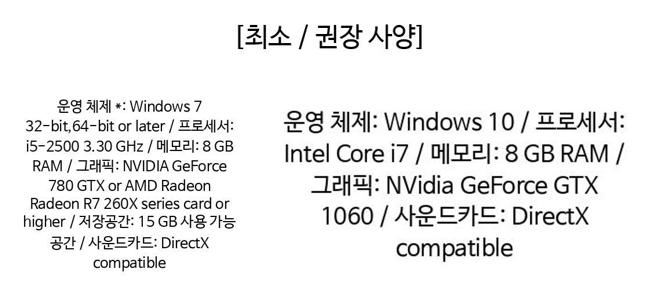 [최소 / 권장 사양]
운영 체제 *: Windows 7
32-bit,64-bit or later / 프로세서:
i5-2500 3.30 GHz / 메모리: 8 GB
RAM / 그래픽: NVIDIA GeForce
780 GTX or AMD Radeon
Radeon R7 260X series card or
higher / 저장공간: 15 GB 사용 가능
공간 / 사운드카드: DirectX
compatible
운영 체제: Windows 10 / 프로세서:
Intel Core i7 / 메모리: 8 GB RAM /
그래픽: NVidia GeForce GTX
1060 / 사운드카드: DirectX
compatible